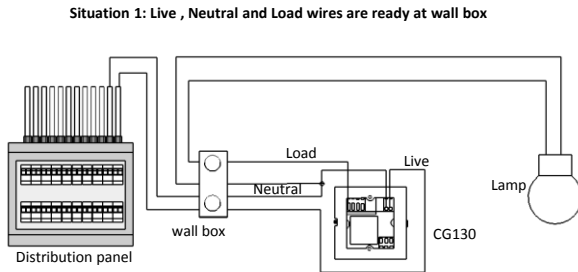 Situation 1: Live , Neutral and Load wires are ready at wall box
Load
Live
Neutral
Lamp
wall box
CG130
Distribution panel